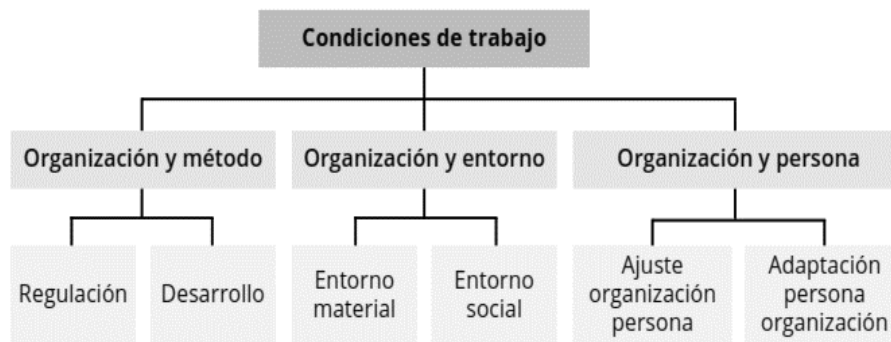 Condiciones de trabajo
Organización y método
Organización y entorno
Organización y persona
Regulación
Desarrollo
Entorno
material
Entorno
social
Ajuste
organización
persona
Adaptación
persona
organización